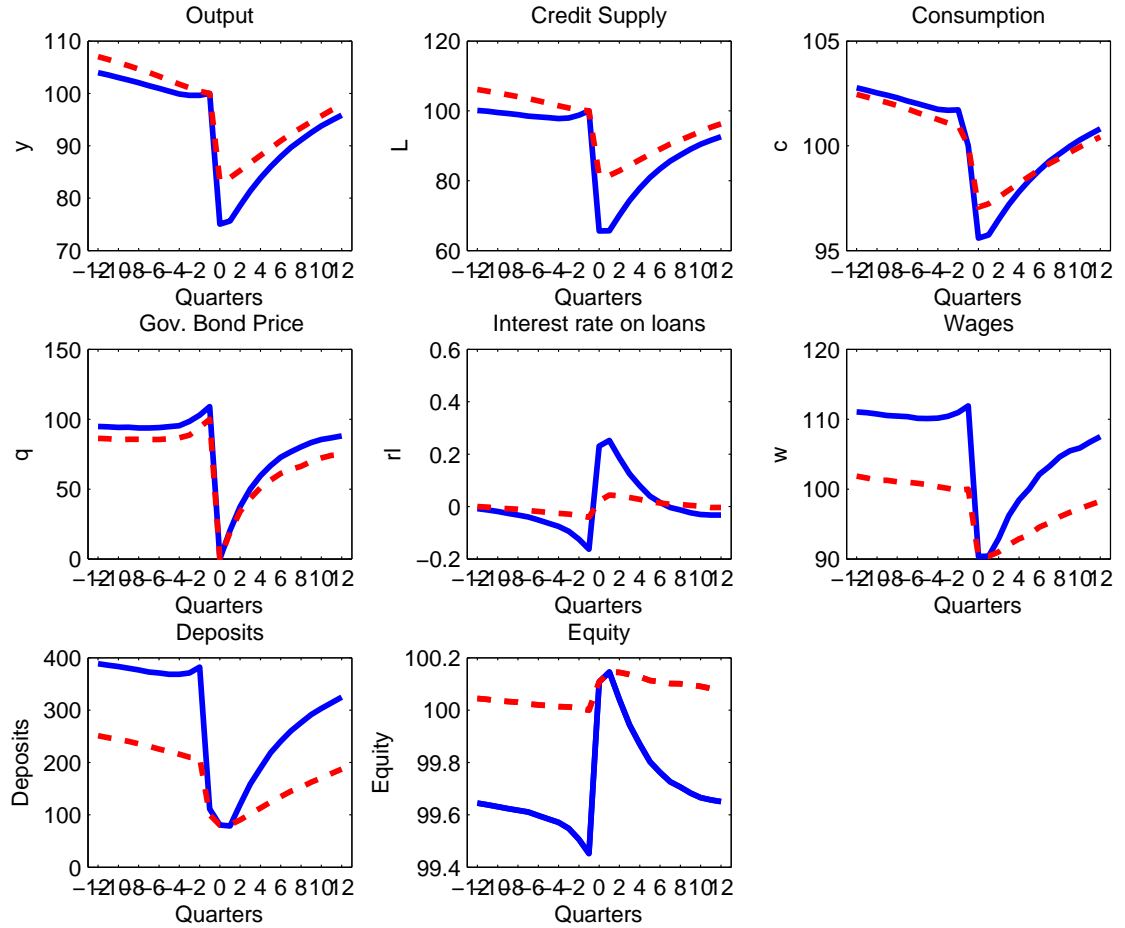 Output
Credit Supply
Consumption
110
100
90
80
70
y
−12−10−8−6−4−2 0 2 4 6 8 10 12
Quarters
120
100
80
60
L
−12−10−8−6−4−2 0 2 4 6 8 10 12
Quarters
105
100
95
c
−12−10−8−6−4−2 0 2 4 6 8 10 12
Quarters
Gov. Bond Price
Interest rate on loans
Wages
150
100
50
0
q
−12−10−8−6−4−2 0 2 4 6 8 10 12
Quarters
0.6
0.4
0.2
0
−0.2
rl
−12−10−8−6−4−2 0 2 4 6 8 10 12
Quarters
120
110
100
90
w
−12−10−8−6−4−2 0 2 4 6 8 10 12
Quarters
Deposits
Equity
400
300
200
100
0
Deposits
−12−10−8−6−4−2 0 2 4 6 8 10 12
Quarters
100.2
100
99.8
99.6
99.4
Equity
−12−10−8−6−4−2 0 2 4 6 8 10 12
Quarters